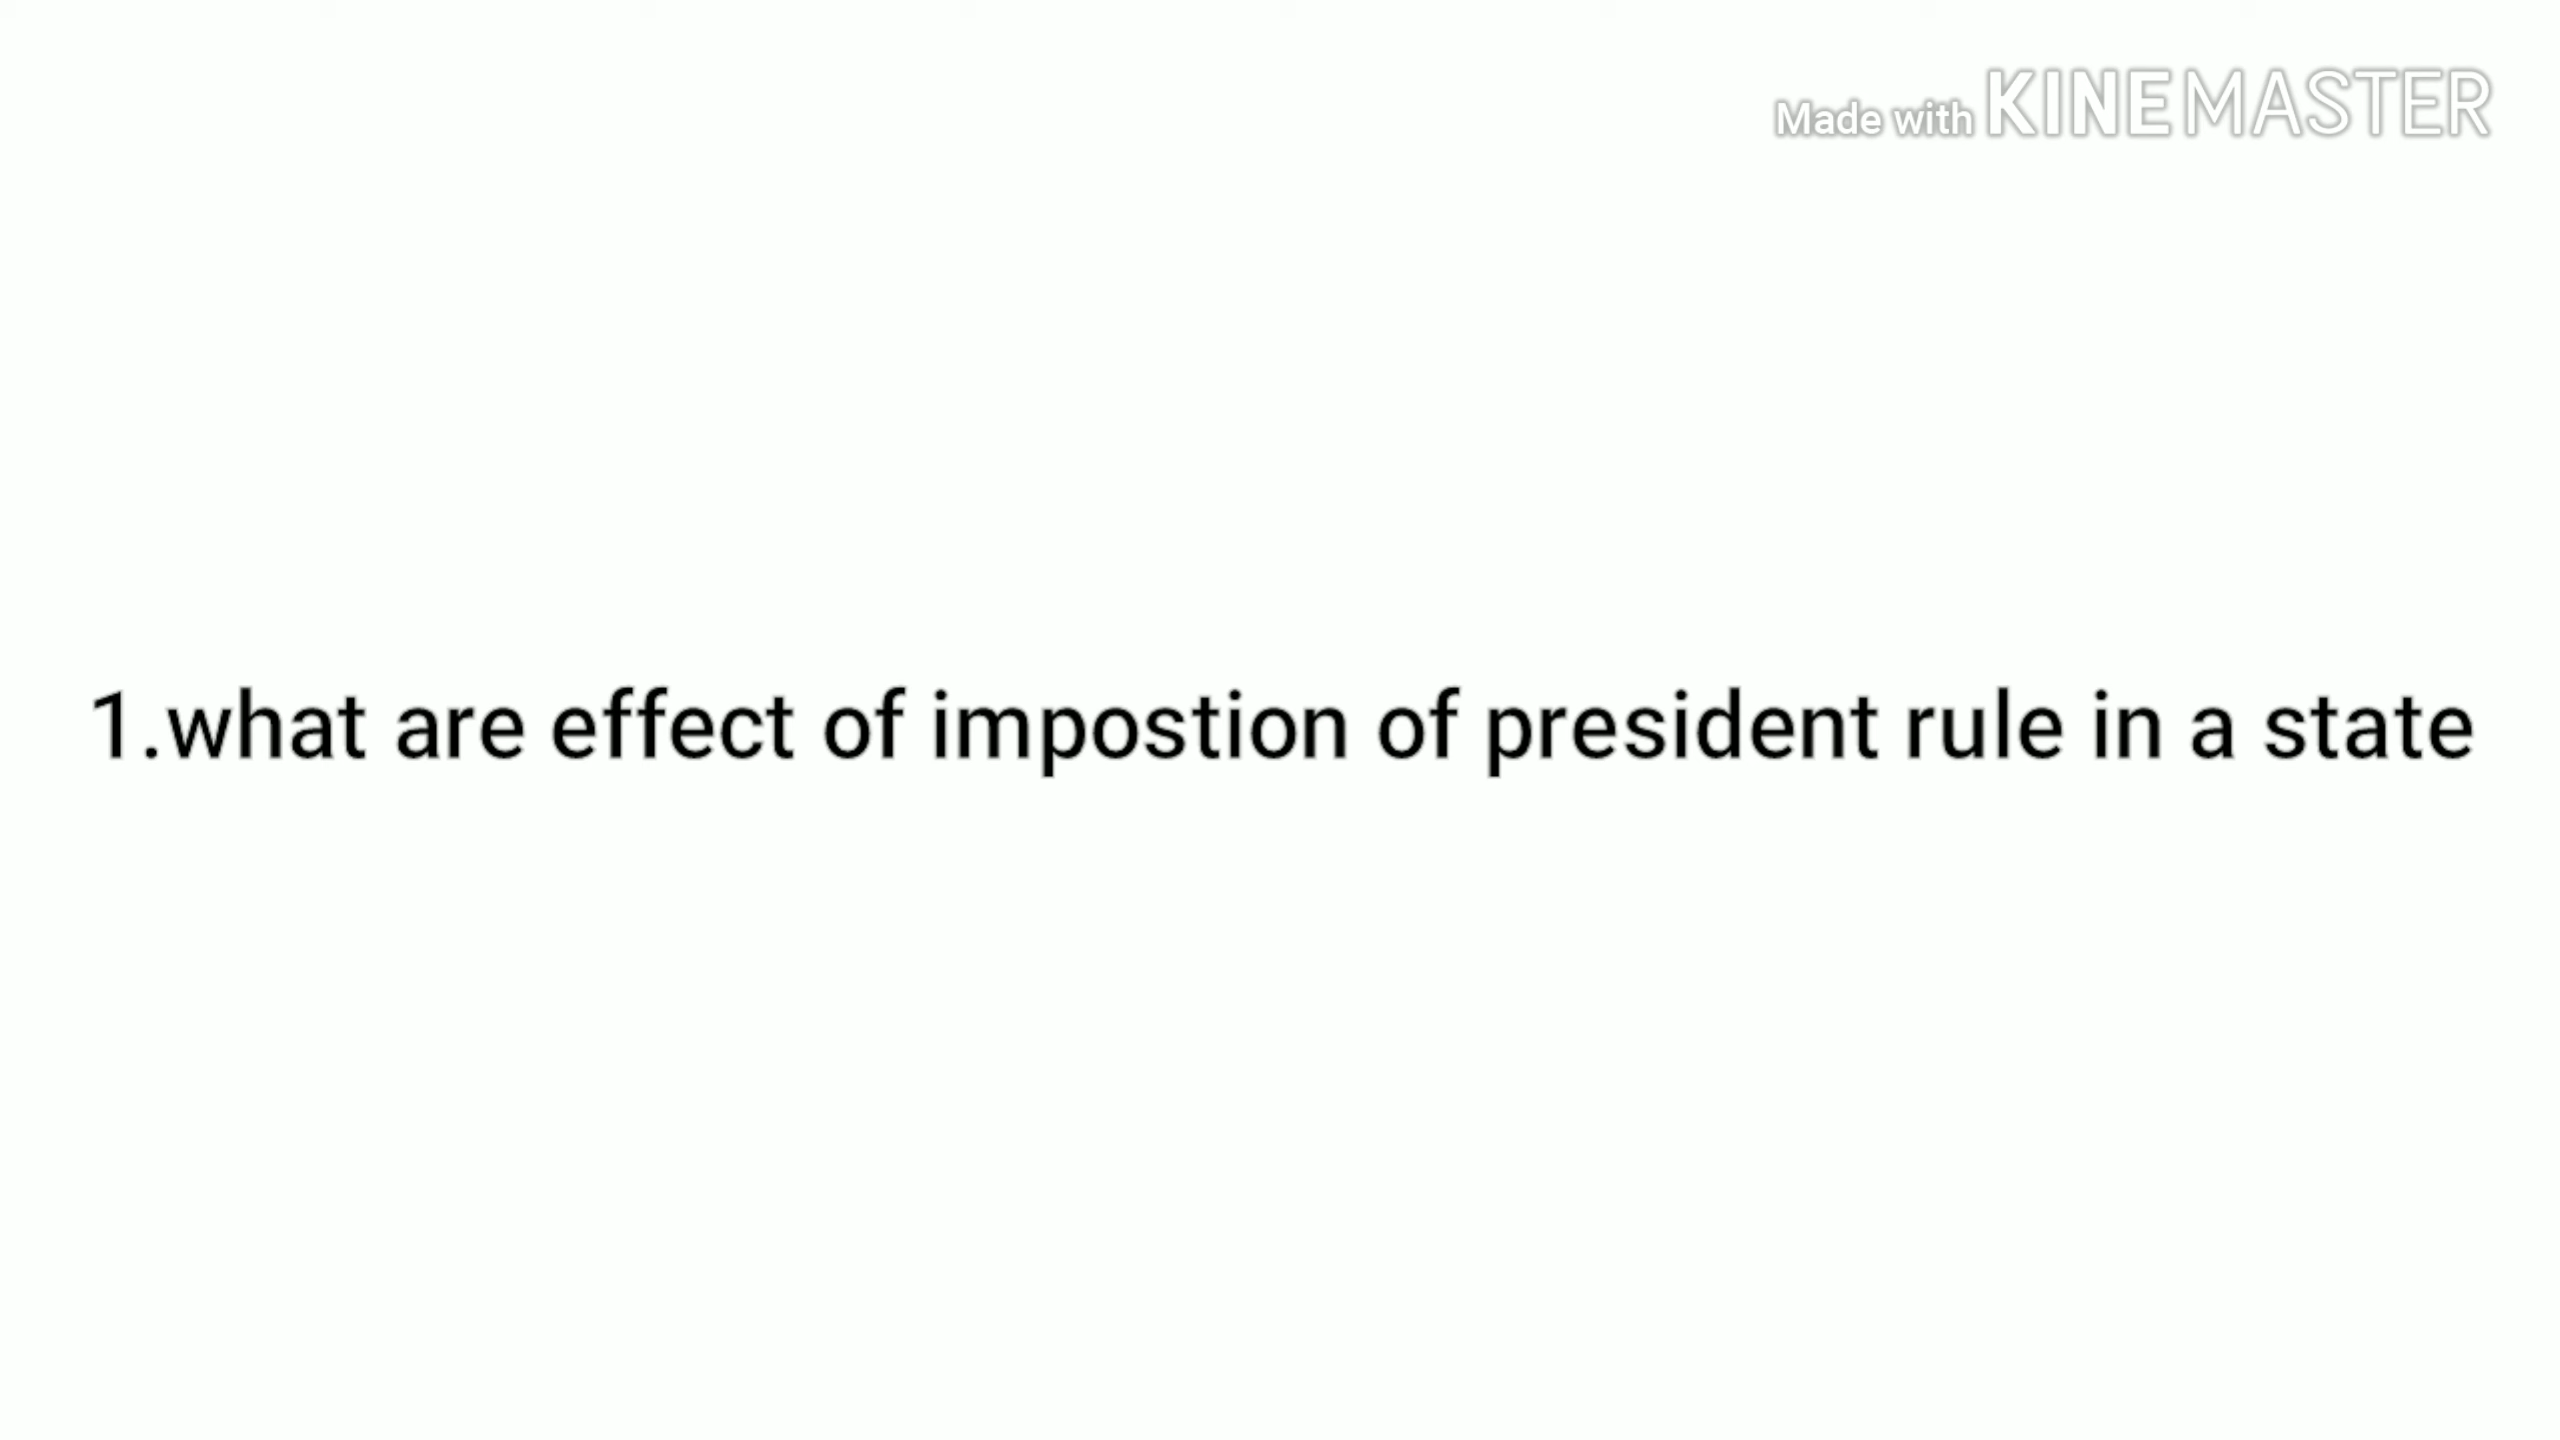 Made with KINEMASTER
1.what are effect of impostion of president rule in a state